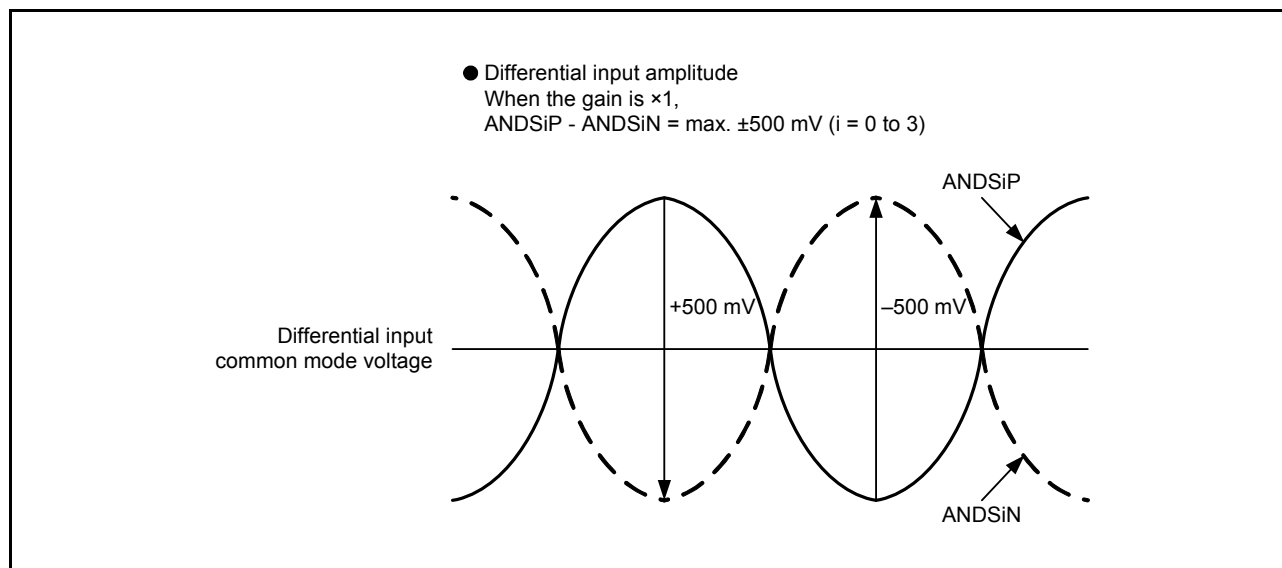 ● Differential input amplitude
When the gain is ×1,
ANDSiP - ANDSiN = max. ±500 mV (i = 0 to 3)
ANDSiP
+500 mV
–500 mV
Differential input
common mode voltage
ANDSiN